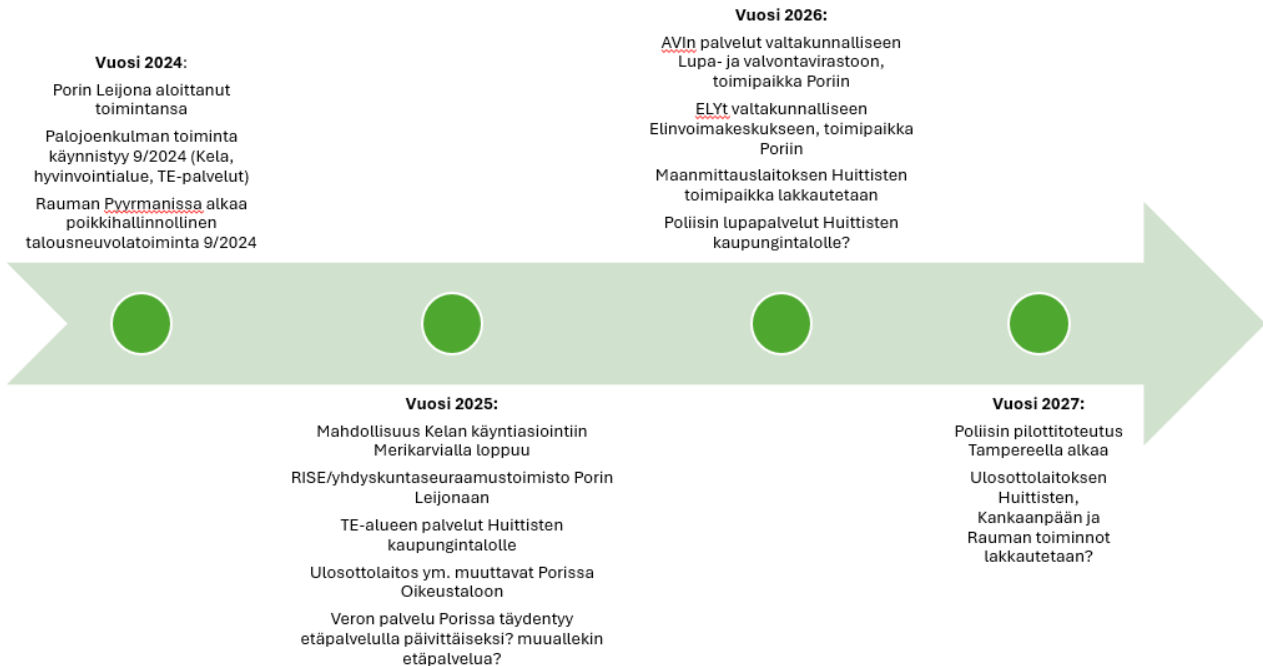 Vuosi 2024:
Porin Leijona aloittanut
toimintansa
Palojoenkulman toiminta
käynnistyy 9/2024 (Kela,
hyvinvointialue, TE-palvelut)
Rauman Pyyrmanissa alkaa
poikkihallinnollinen
talousneuvolatoiminta 9/2024
Vuosi 2025:
Mahdollisuus Kelan käyntiasiointiin
Merikarvialla loppuu
RISE/yhdyskuntaseuraamustoimisto Porin
Leijonaan
TE-alueen palvelut Huittisten
kaupungintalolle
Ulosottolaitos ym. muuttavat Porissa
Oikeustaloon
Veron palvelu Porissa täydentyy
etäpalvelulla päivittäiseksi? muuallekin
etäpalvelua?
Vuosi 2026:
AVIn palvelut valtakunnalliseen
Lupa- ja valvontavirastoon,
toimipaikka Poriin
ELYt valtakunnalliseen
Elinvoimakeskukseen, toimipaikka
Poriin
Maanmittauslaitoksen Huittisten
toimipaikka lakkautetaan
Poliisin lupapalvelut Huittisten
kaupungintalolle?
Vuosi 2027:
Poliisin pilottitoteutus
Tampereella alkaa
Ulosottolaitoksen
Huittisten,
Kankaanpään ja
Rauman toiminnot
lakkautetaan?